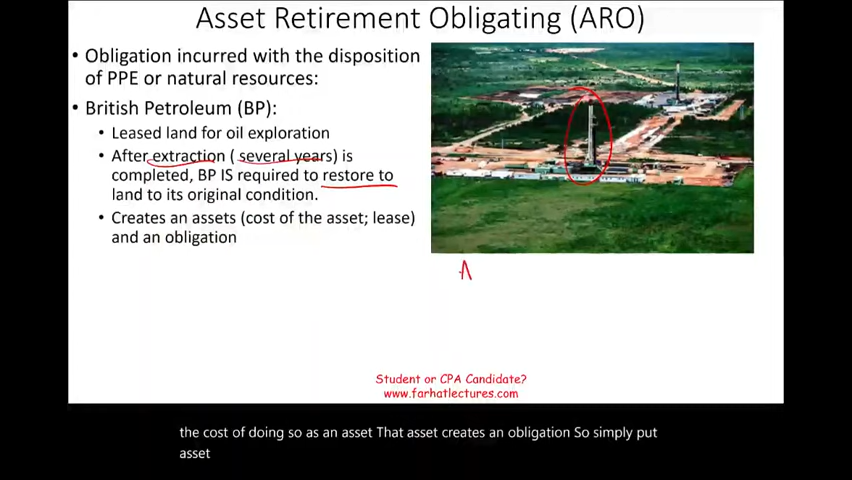 Asset Retirement Obligating (ARO)
• Obligation incurred with the disposition
of PPE or natural resources:
• British Petroleum (BP):
• Leased land for oil exploration
• After extraction ( several years) is
completed, BP IS required to restore to
land to its original condition.
• Creates an assets (cost of the asset; lease)
and an obligation
A
Student or CPA Candidate?
www.farhatlectures.com
the cost of doing so as an asset That asset creates an obligation So simply put
asset